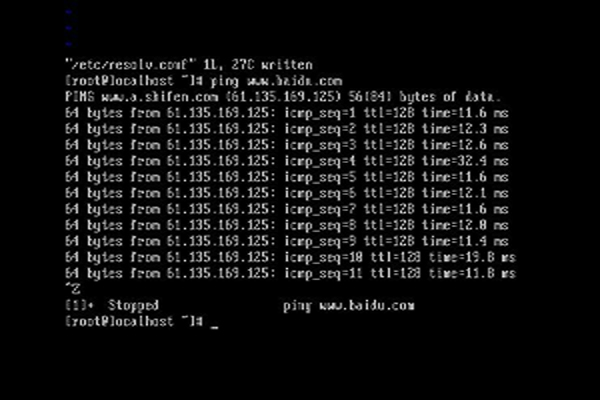 ~
~
~
"/etc/resolv.conf" 1L, 27C written
[root@localhost ~]# ping www.baidu.com
PING www.a.shifen.com (61.135.169.125) 56(84) bytes of data.
64 bytes from 61.135.169.125: icmp_seq=1 ttl=128 time=11.6 ms
64 bytes from 61.135.169.125: icmp_seq=2 ttl=128 time=12.3 ms
64 bytes from 61.135.169.125: icmp_seq=3 ttl=128 time=12.6 ms
64 bytes from 61.135.169.125: icmp_seq=4 ttl=128 time=32.4 ms
64 bytes from 61.135.169.125: icmp_seq=5 ttl=128 time=11.6 ms
64 bytes from 61.135.169.125: icmp_seq=6 ttl=128 time=12.1 ms
64 bytes from 61.135.169.125: icmp_seq=7 ttl=128 time=11.6 ms
64 bytes from 61.135.169.125: icmp_seq=8 ttl=128 time=12.0 ms
64 bytes from 61.135.169.125: icmp_seq=9 ttl=128 time=11.4 ms
64 bytes from 61.135.169.125: icmp_seq=10 ttl=128 time=19.8 ms
64 bytes from 61.135.169.125: icmp_seq=11 ttl=128 time=11.8 ms
^Z
[1]+  Stopped                 ping www.baidu.com
[root@localhost ~]# _